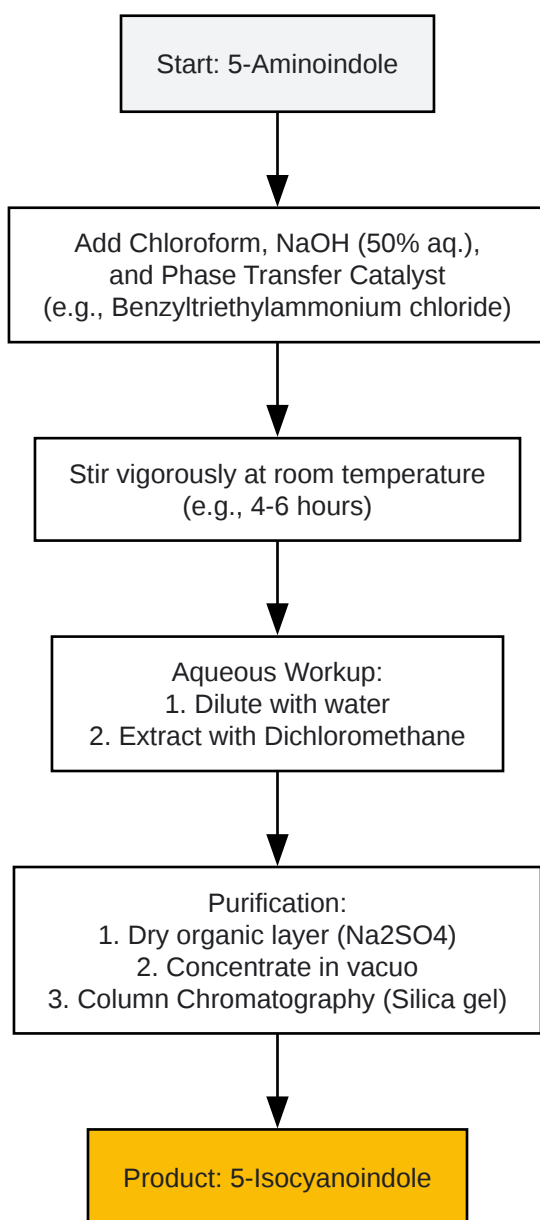 Start: 5-Aminoindole
Add Chloroform, NaOH (50% aq.),
and Phase Transfer Catalyst
(e.g., Benzyltriethylammonium chloride)
Stir vigorously at room temperature
(e.g., 4-6 hours)
Aqueous Workup:
1. Dilute with water
2. Extract with Dichloromethane
Purification:
1. Dry organic layer (Na2SO4)
2. Concentrate in vacuo
3. Column Chromatography (Silica gel)
Product: 5-Isocyanoindole